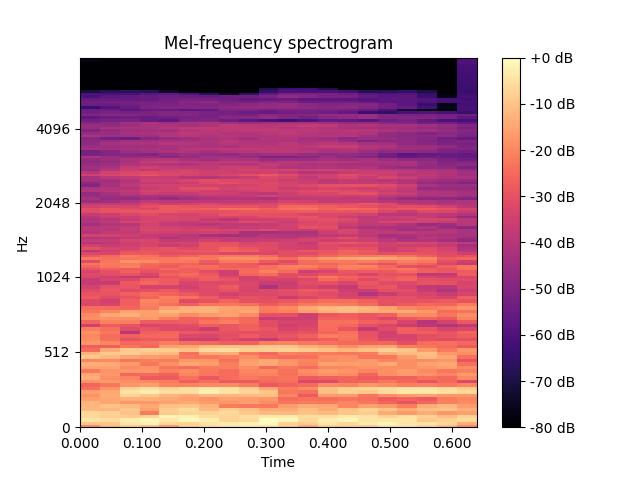 Mel-frequency spectrogram
Hz
4096
2048
1024
512
0
0.000 0.100 0.200 0.300 0.400 0.500 0.600
Time
+0 dB
-10 dB
-20 dB
-30 dB
-40 dB
-50 dB
-60 dB
-70 dB
-80 dB